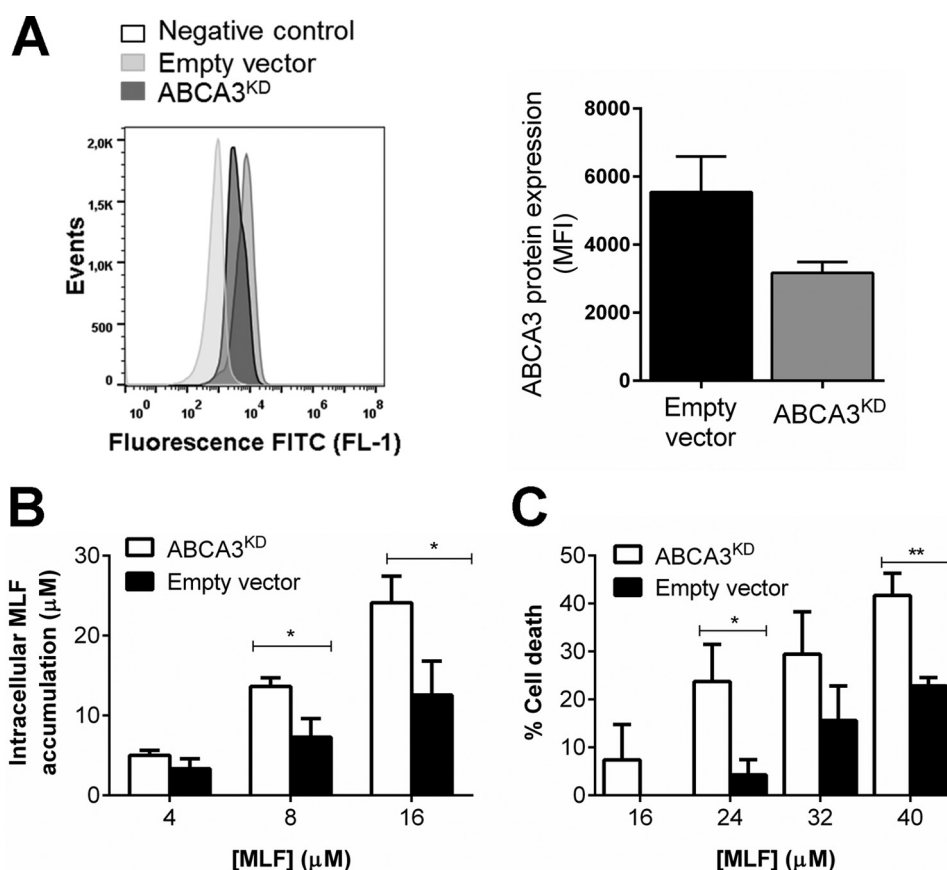 A
Negative control
Empty vector
ABCA3KD
2,0K
1,5K
1,0K
500
0
Events
10^0 10^2 10^4 10^6 10^8
Fluorescence FITC (FL-1)
8000
6000
4000
2000
0
ABCA3 protein expression
(MFI)
Empty
vector
ABCA3KD
B
ABCA3KD
Empty vector
30
20
10
0
Intracellular MLF
accumulation (μM)
*
*
4 8 16
[MLF] (μM)
C
ABCA3KD
Empty vector
50
40
30
20
10
0
% Cell death
*
**
16 24 32 40
[MLF] (μM)